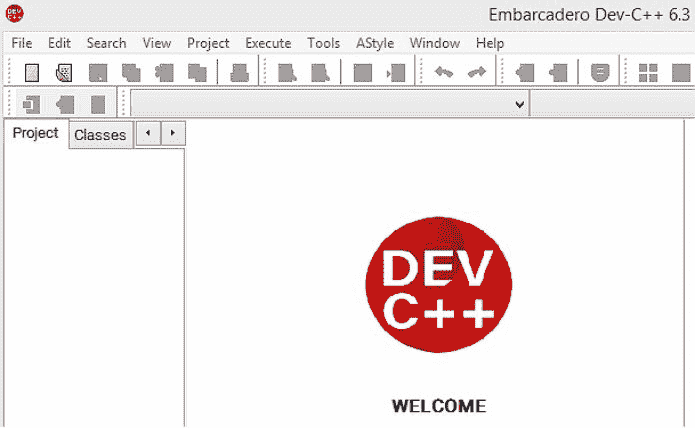 Embarcadero Dev-C++ 6.3
File Edit Search View Project Execute Tools AStyle Window Help
Project Classes
DEV
C++
WELCOME